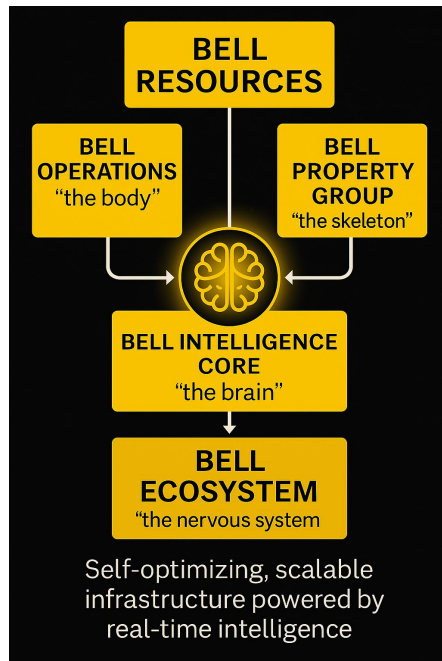 BELL
RESOURCES
BELL
OPERATIONS
“the body”
BELL
PROPERTY
GROUP
“the skeleton”
BELL INTELLIGENCE
CORE
“the brain”
BELL
ECOSYSTEM
“the nervous system
Self-optimizing, scalable
infrastructure powered by
real-time intelligence